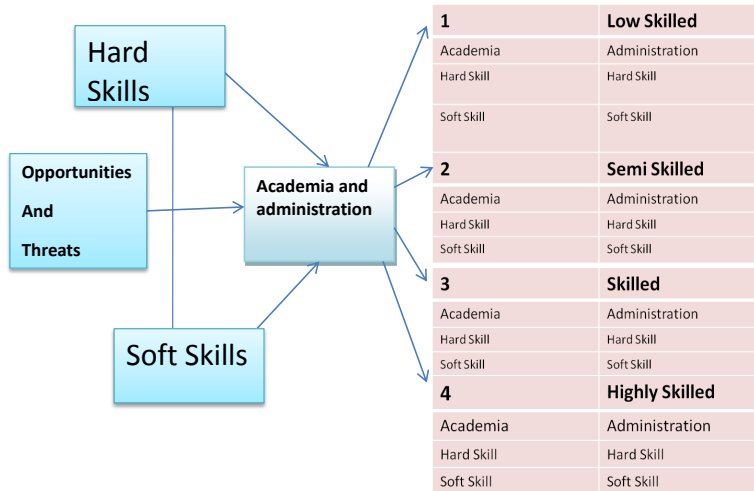 Hard
Skills
Opportunities
And
Threats
Soft Skills
Academia and
administration
1 Low Skilled
Academia Administration
Hard Skill Hard Skill
Soft Skill Soft Skill
2 Semi Skilled
Academia Administration
Hard Skill Hard Skill
Soft Skill Soft Skill
3 Skilled
Academia Administration
Hard Skill Hard Skill
Soft Skill Soft Skill
4 Highly Skilled
Academia Administration
Hard Skill Hard Skill
Soft Skill Soft Skill